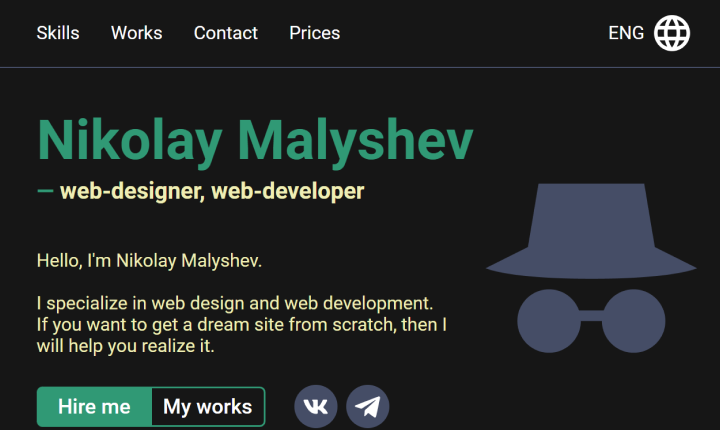 Skills Works Contact Prices ENG
Nikolay Malyshev
— web-designer, web-developer
Hello, I'm Nikolay Malyshev.
I specialize in web design and web development.
If you want to get a dream site from scratch, then I
will help you realize it.
Hire me My works